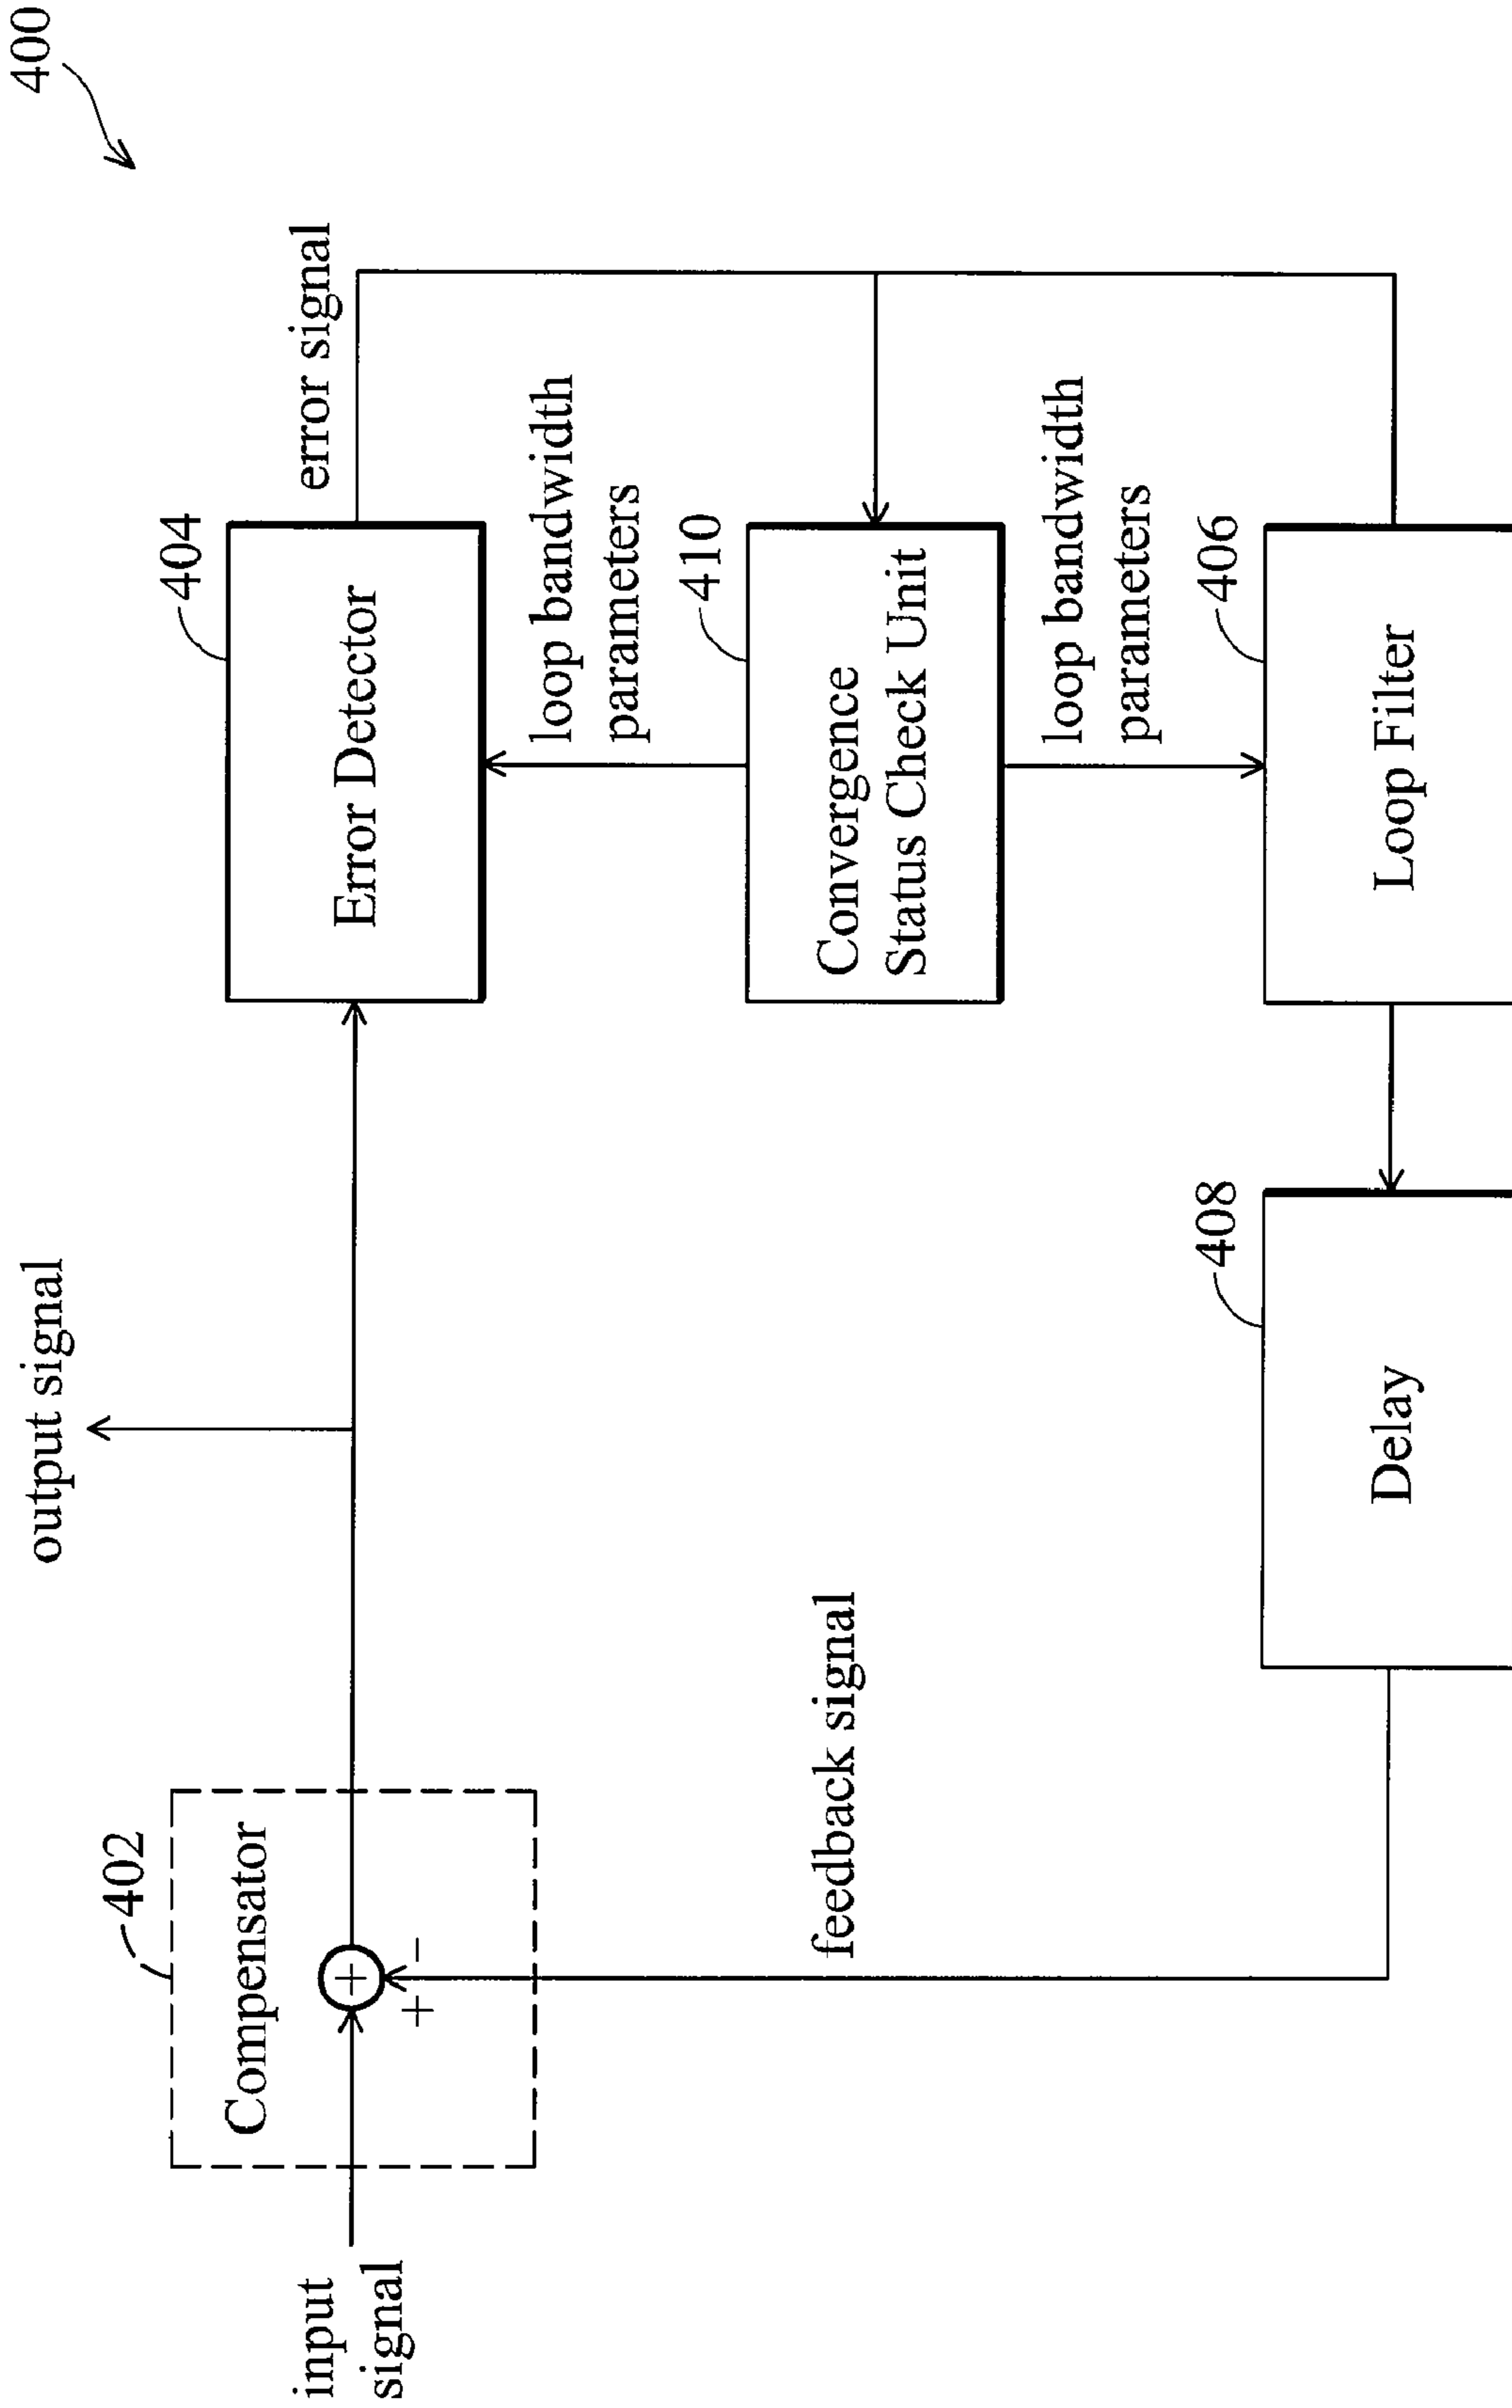 400
output signal
402
Compensator
input
signal
+
+
−
404
Error Detector
error signal
loop bandwidth
parameters
410
Convergence
Status Check Unit
loop bandwidth
parameters
feedback signal
408
Delay
406
Loop Filter